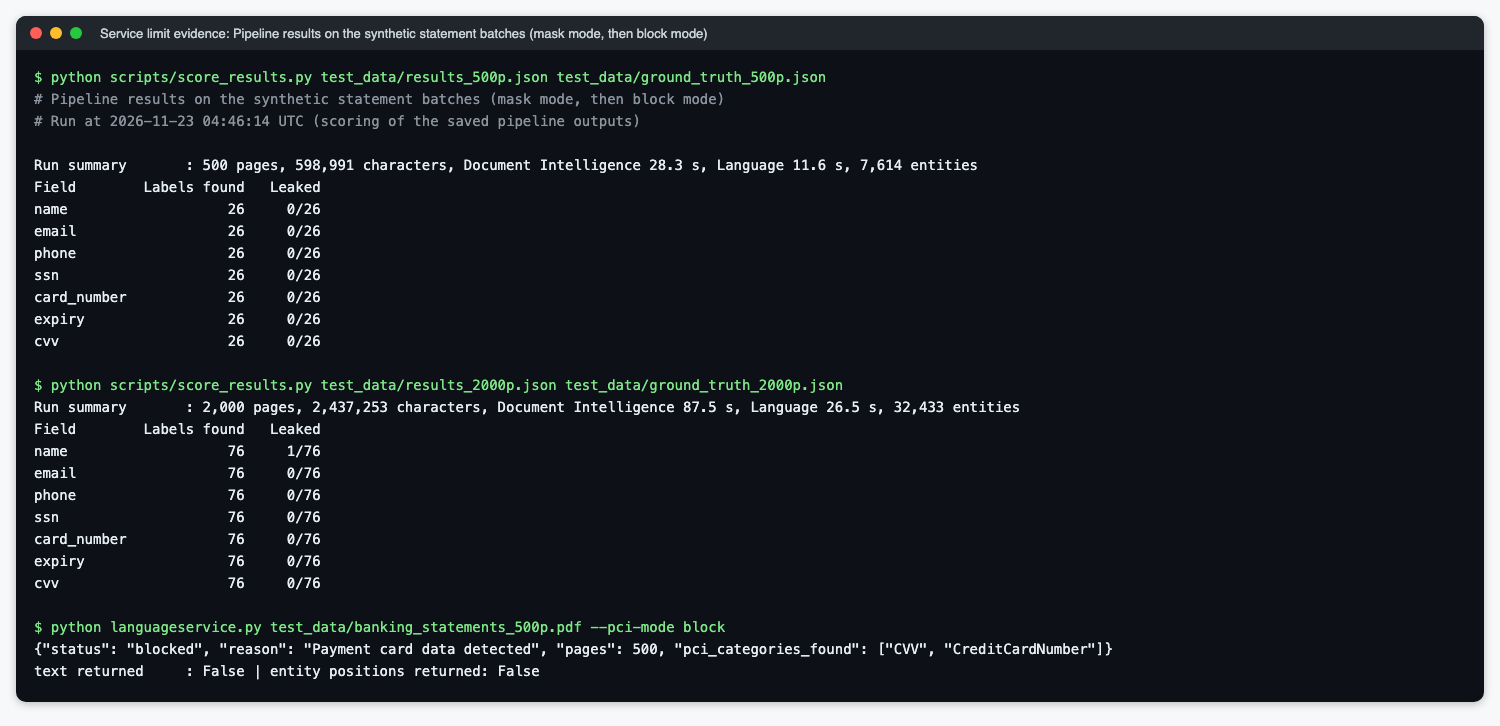 Service limit evidence: Pipeline results on the synthetic statement batches (mask mode, then block mode)
$ python scripts/score_results.py test_data/results_500p.json test_data/ground_truth_500p.json
# Pipeline results on the synthetic statement batches (mask mode, then block mode)
# Run at 2026-11-23 04:46:14 UTC (scoring of the saved pipeline outputs)
Run summary       : 500 pages, 598,991 characters, Document Intelligence 28.3 s, Language 11.6 s, 7,614 entities
Field        Labels found   Leaked
name                   26     0/26
email                  26     0/26
phone                  26     0/26
ssn                    26     0/26
card_number            26     0/26
expiry                 26     0/26
cvv                    26     0/26
$ python scripts/score_results.py test_data/results_2000p.json test_data/ground_truth_2000p.json
Run summary       : 2,000 pages, 2,437,253 characters, Document Intelligence 87.5 s, Language 26.5 s, 32,433 entities
Field        Labels found   Leaked
name                   76     1/76
email                  76     0/76
phone                  76     0/76
ssn                    76     0/76
card_number            76     0/76
expiry                 76     0/76
cvv                    76     0/76
$ python languageservice.py test_data/banking_statements_500p.pdf --pci-mode block
{"status": "blocked", "reason": "Payment card data detected", "pages": 500, "pci_categories_found": ["CVV", "CreditCardNumber"]}
text returned     : False | entity positions returned: False